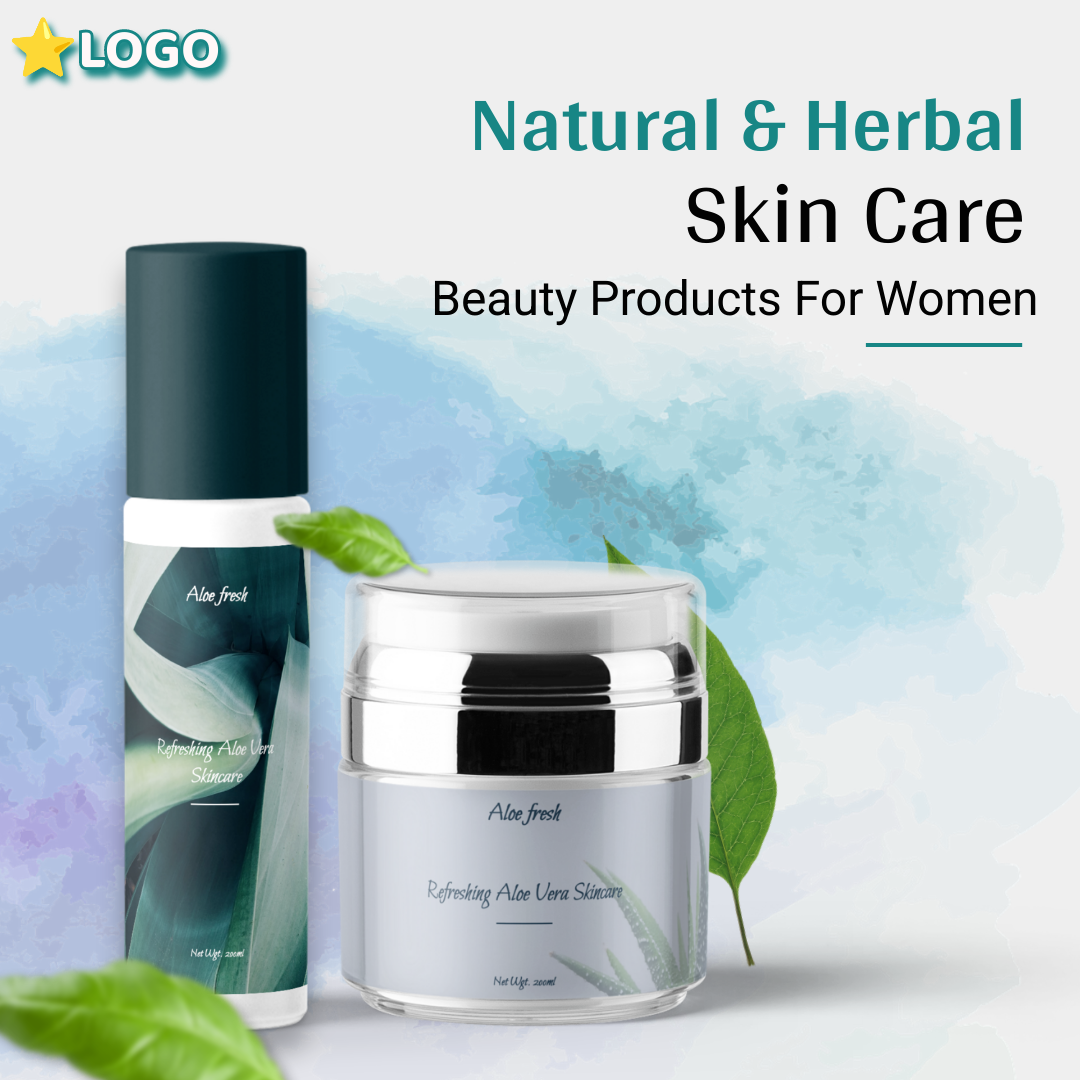 LOGO
Natural & Herbal
Skin Care
Beauty Products For Women
Aloe fresh
Refreshing Aloe Vera
Skincare
Net Wgt. 200ml
Aloe fresh
Refreshing Aloe Vera Skincare
Net Wgt. 200ml